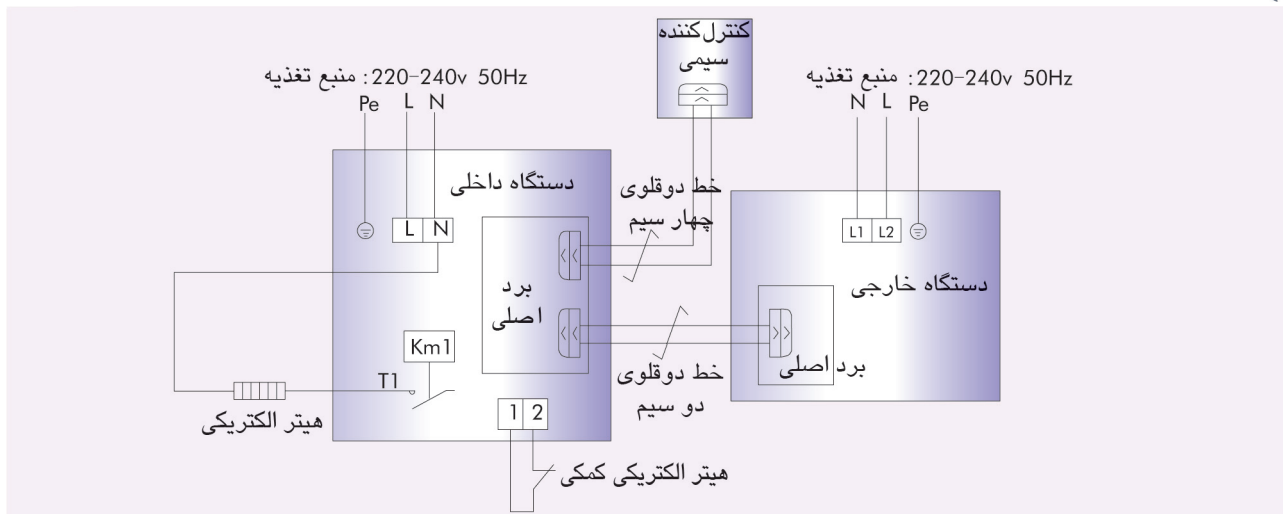 کنترل‌کننده
سیمی
منبع تغذیه :220-240v 50Hz
Pe L N
منبع تغذیه :220-240v 50Hz
N L Pe
دستگاه داخلی
L N
خط دوقلوی
چهار سیم
L1 L2
دستگاه خارجی
برد
اصلی
Km1
T1
برد اصلی
خط دوقلوی
دو سیم
هیتر الکتریکی
1 2
هیتر الکتریکی کمکی